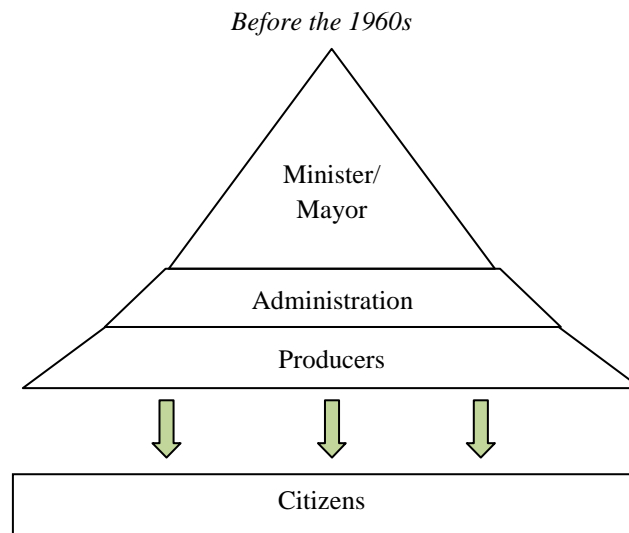 Before the 1960s
Minister/
Mayor
Administration
Producers
Citizens